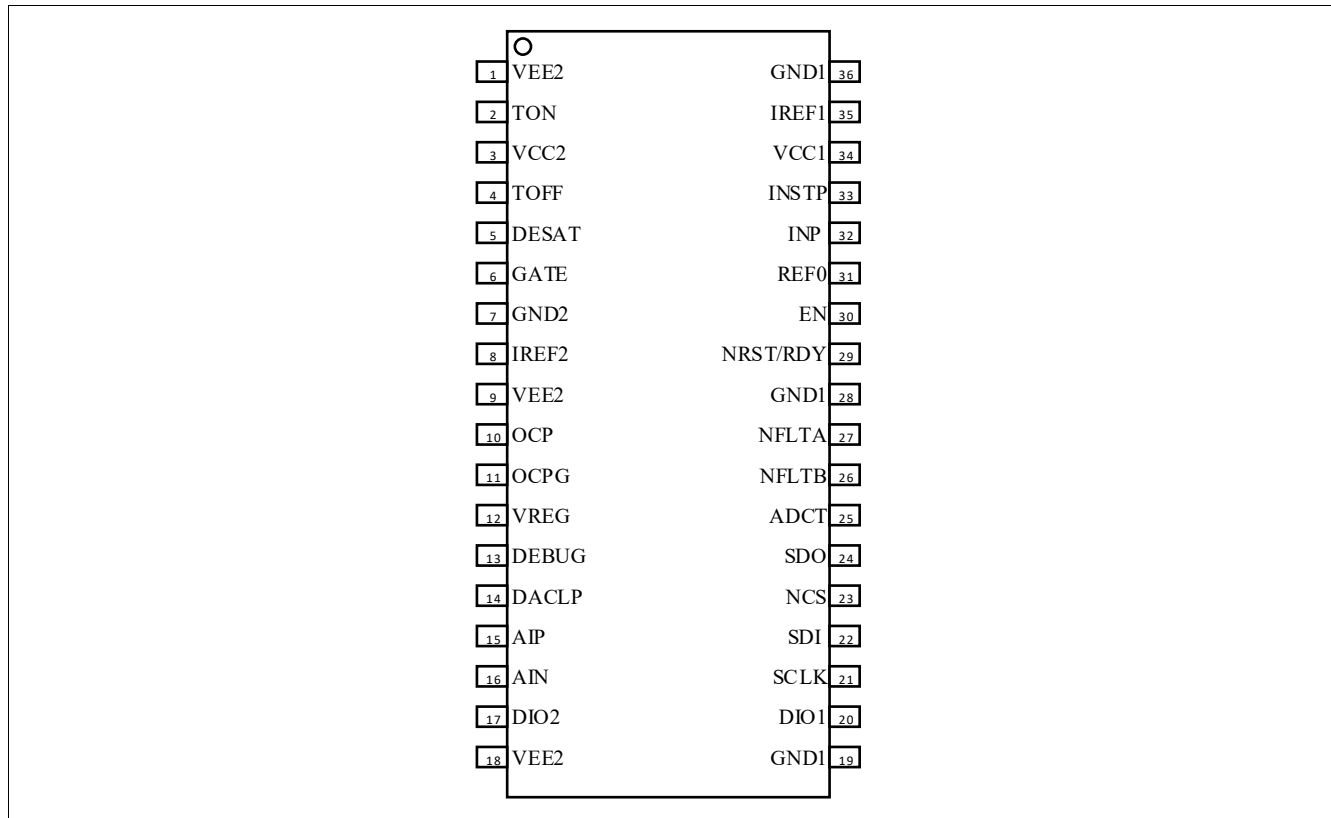 1 VEE2 GND1 36
2 TON IREF1 35
3 VCC2 VCC1 34
4 TOFF INSTP 33
5 DESAT INP 32
6 GATE REF0 31
7 GND2 EN 30
8 IREF2 NRST/RDY 29
9 VEE2 GND1 28
10 OCP NFLTA 27
11 OCPG NFLTB 26
12 VREG ADCT 25
13 DEBUG SDO 24
14 DACLP NCS 23
15 AIP SDI 22
16 AIN SCLK 21
17 DIO2 DIO1 20
18 VEE2 GND1 19